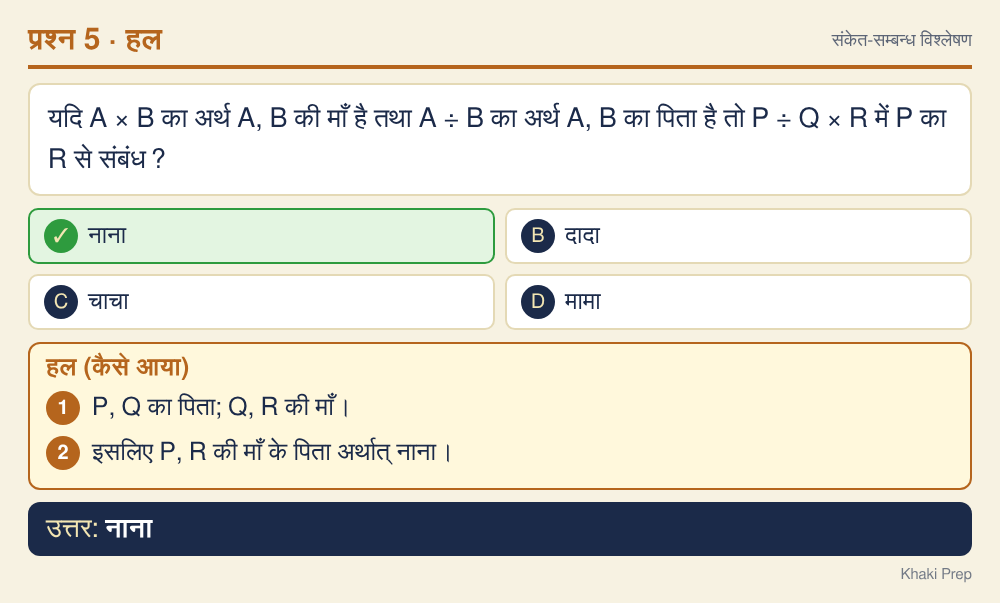 प्रश्न 5 · हल
संकेत-सम्बन्ध विश्लेषण
यदि A × B का अर्थ A, B की माँ है तथा A ÷ B का अर्थ A, B का पिता है तो P ÷ Q × R में P का
R से संबंध ?
✓ नाना
B दादा
C चाचा
D मामा
हल (कैसे आया)
1 P, Q का पिता; Q, R की माँ।
2 इसलिए P, R की माँ के पिता अर्थात् नाना।
उत्तर: नाना
Khaki Prep